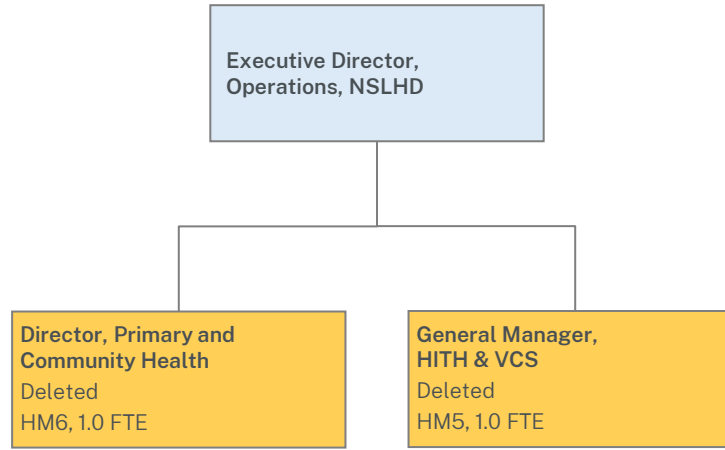 Executive Director,
Operations, NSLHD
Director, Primary and
Community Health
Deleted
HM6, 1.0 FTE
General Manager,
HITH & VCS
Deleted
HM5, 1.0 FTE